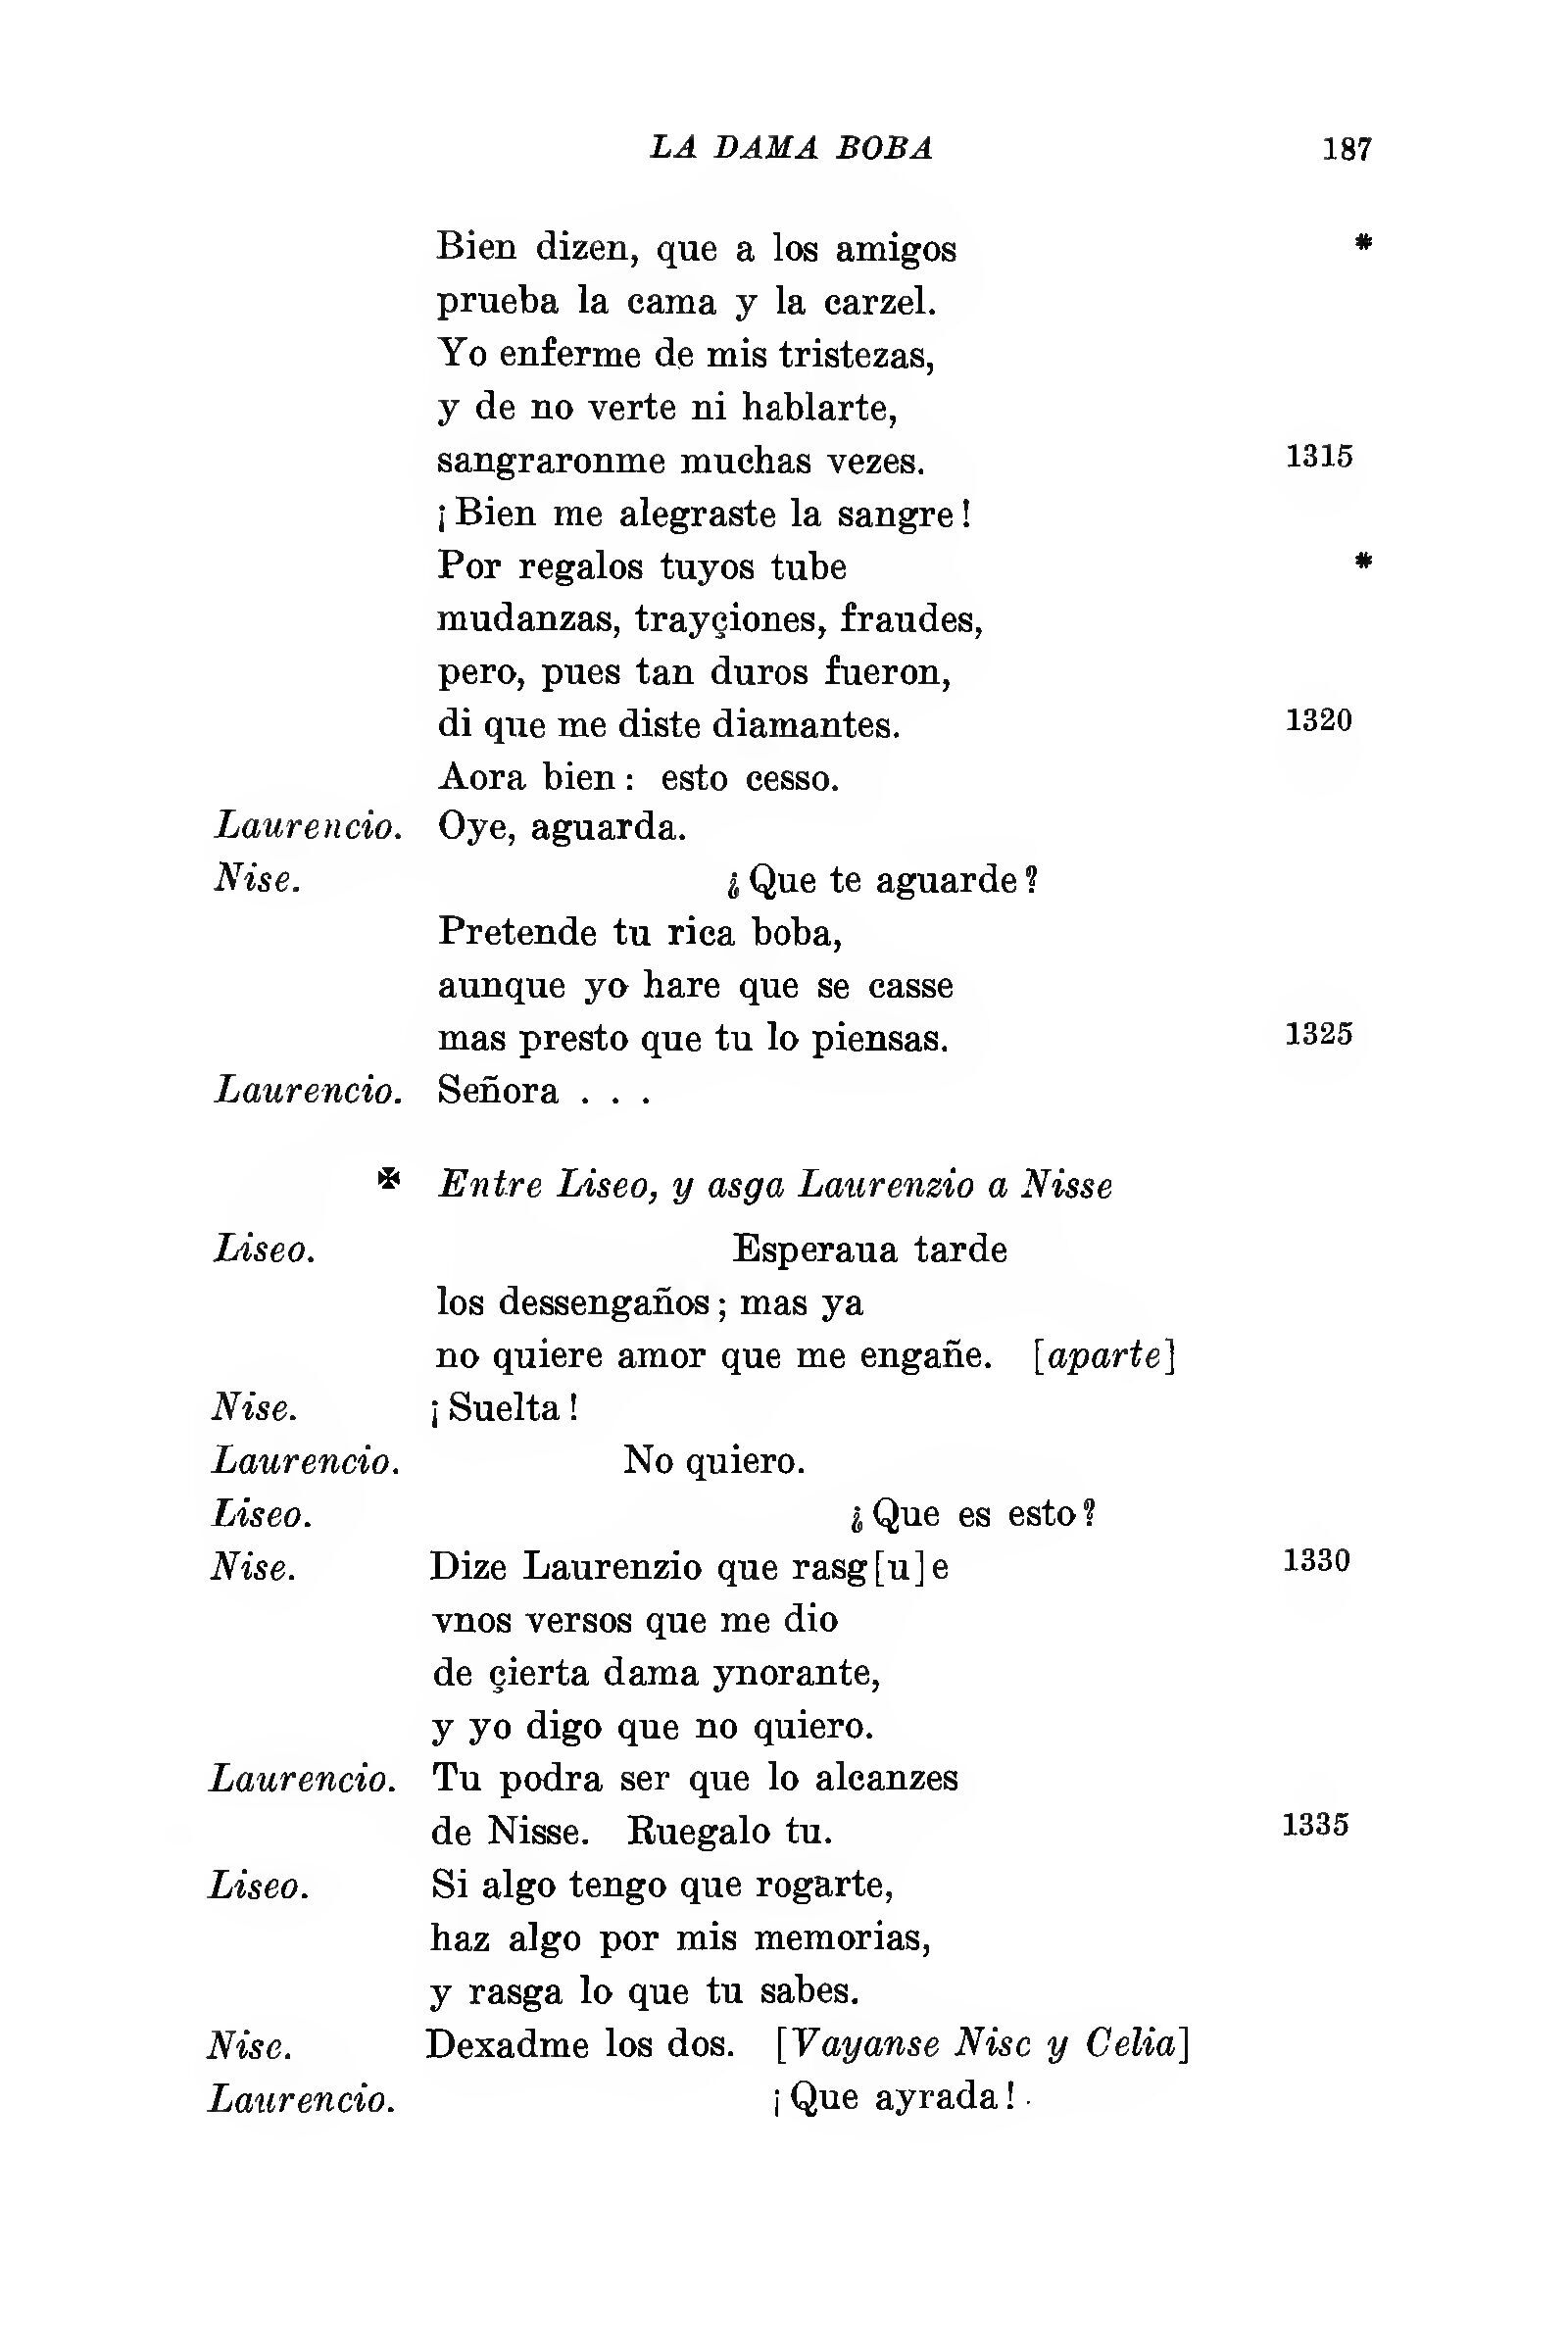 LA DAMA BOBA 187
Bien dizen, que a los amigos *
prueba la cama y la carzel.
Yo enferme de mis tristezas,
y de no verte ni hablarte,
sangraronme muchas vezes. 1315
¡Bien me alegraste la sangre!
Por regalos tuyos tube *
mudanzas, trayçiones, fraudes,
pero, pues tan duros fueron,
di que me diste diamantes. 1320
Aora bien: esto cesso.
Laurencio. Oye, aguarda.
Nise. ¿Que te aguarde?
Pretende tu rica boba,
aunque yo hare que se casse
mas presto que tu lo piensas. 1325
Laurencio. Señora . . .
✠ Entre Liseo, y asga Laurenzio a Nisse
Liseo. Esperaua tarde
los dessengaños; mas ya
no quiere amor que me engañe. [aparte]
Nise. ¡Suelta!
Laurencio. No quiero.
Liseo. ¿Que es esto?
Nise. Dize Laurenzio que rasg[u]e 1330
vnos versos que me dio
de çierta dama ynorante,
y yo digo que no quiero.
Laurencio. Tu podra ser que lo alcanzes
de Nisse. Ruegalo tu. 1335
Liseo. Si algo tengo que rogarte,
haz algo por mis memorias,
y rasga lo que tu sabes.
Nise. Dexadme los dos. [Vayanse Nise y Celia]
Laurencio. ¡Que ayrada!